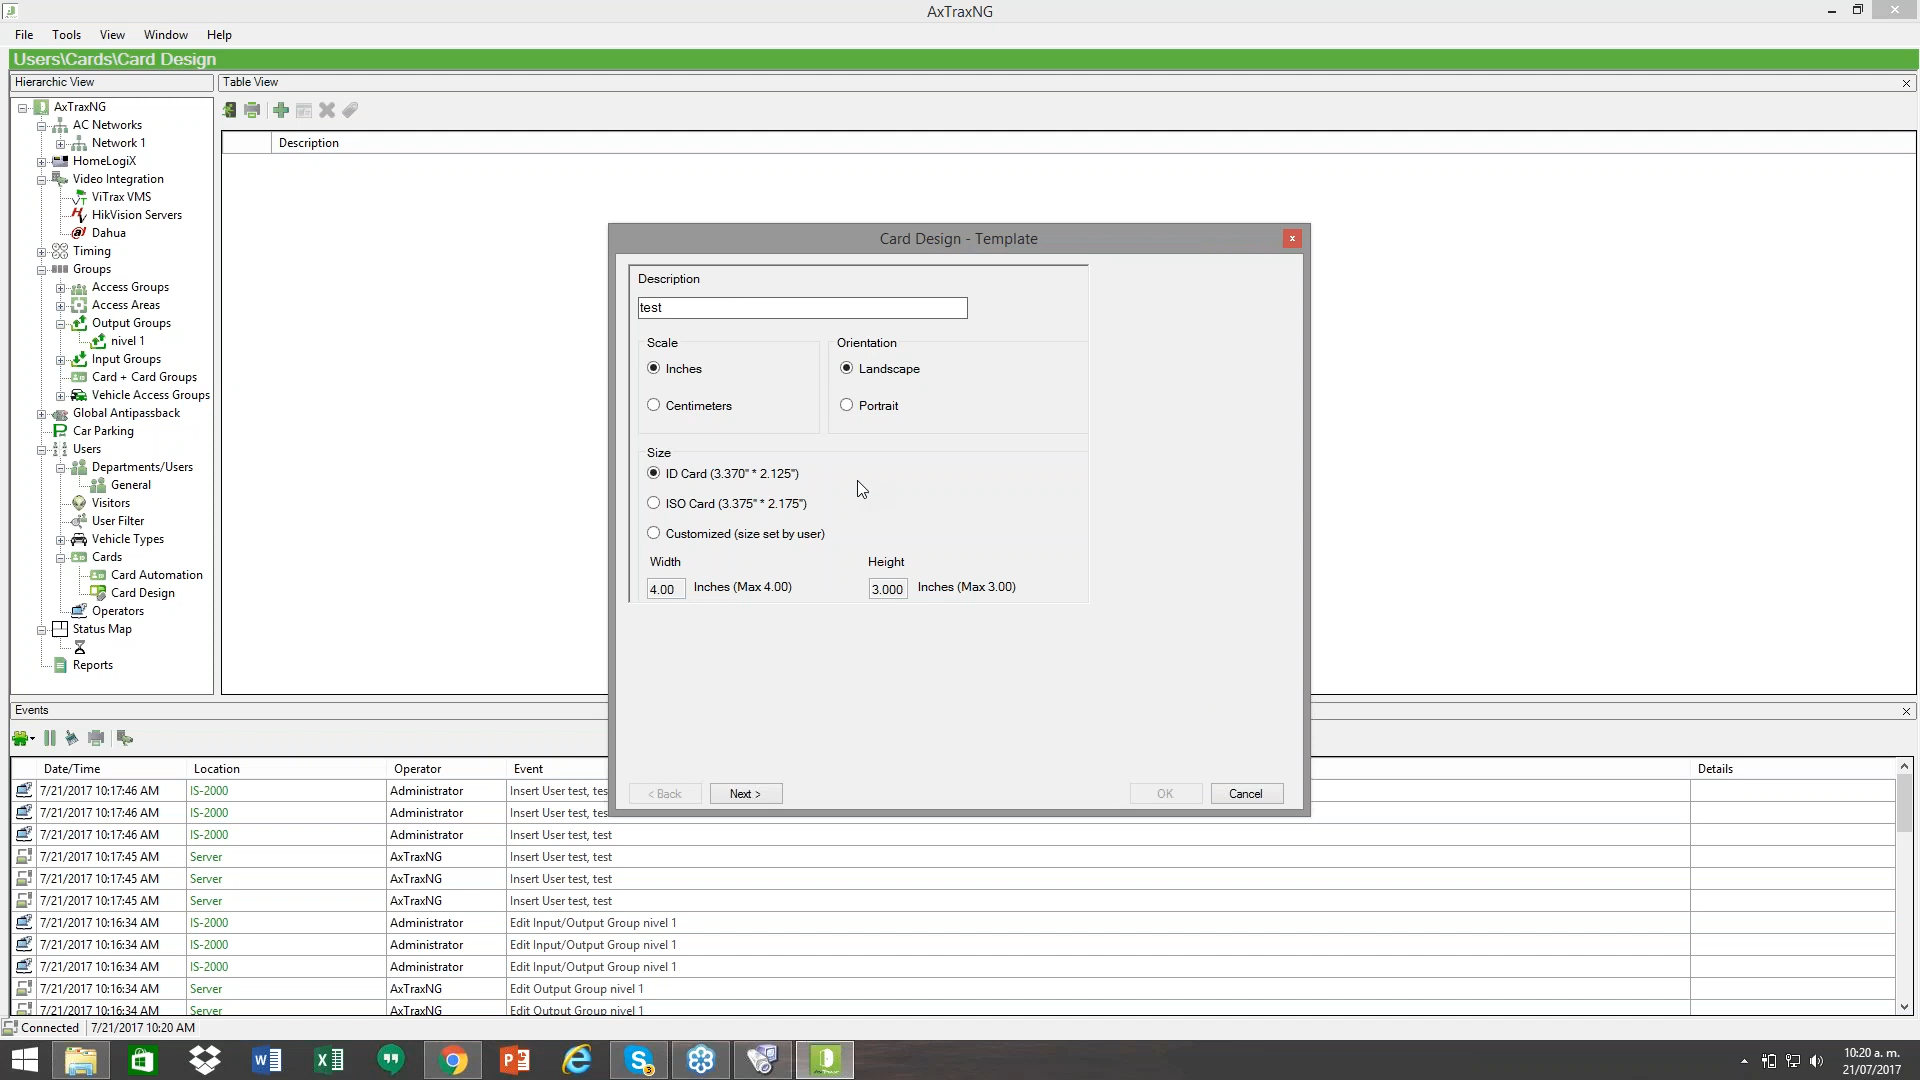 AxTraxNG
File Tools View Window Help
Users\Cards\Card Design
Hierarchic View
AxTraxNG
AC Networks
Network 1
HomeLogiX
Video Integration
ViTrax VMS
HikVision Servers
Dahua
Timing
Groups
Access Groups
Access Areas
Output Groups
nivel 1
Input Groups
Card + Card Groups
Vehicle Access Groups
Global Antipassback
Car Parking
Users
Departments/Users
General
Visitors
User Filter
Vehicle Types
Cards
Card Automation
Card Design
Operators
Status Map
Reports
Table View
Description
Card Design - Template
Description
test
Scale
Inches
Centimeters
Orientation
Landscape
Portrait
Size
ID Card (3.370" * 2.125")
ISO Card (3.375" * 2.175")
Customized (size set by user)
Width Height
4.00 Inches (Max 4.00) 3.000 Inches (Max 3.00)
< Back Next > OK Cancel
Events
Date/Time Location Operator Event Details
7/21/2017 10:17:46 AM IS-2000 Administrator Insert User test, tes
7/21/2017 10:17:46 AM IS-2000 Administrator Insert User test, tes
7/21/2017 10:17:46 AM IS-2000 Administrator Insert User test, test
7/21/2017 10:17:45 AM Server AxTraxNG Insert User test, test
7/21/2017 10:17:45 AM Server AxTraxNG Insert User test, test
7/21/2017 10:17:45 AM Server AxTraxNG Insert User test, test
7/21/2017 10:16:34 AM IS-2000 Administrator Edit Input/Output Group nivel 1
7/21/2017 10:16:34 AM IS-2000 Administrator Edit Input/Output Group nivel 1
7/21/2017 10:16:34 AM IS-2000 Administrator Edit Input/Output Group nivel 1
7/21/2017 10:16:34 AM Server AxTraxNG Edit Output Group nivel 1
7/21/2017 10:16:34 AM Server AxTraxNG Edit Output Group nivel 1
Connected 7/21/2017 10:20 AM
10:20 a. m.
21/07/2017